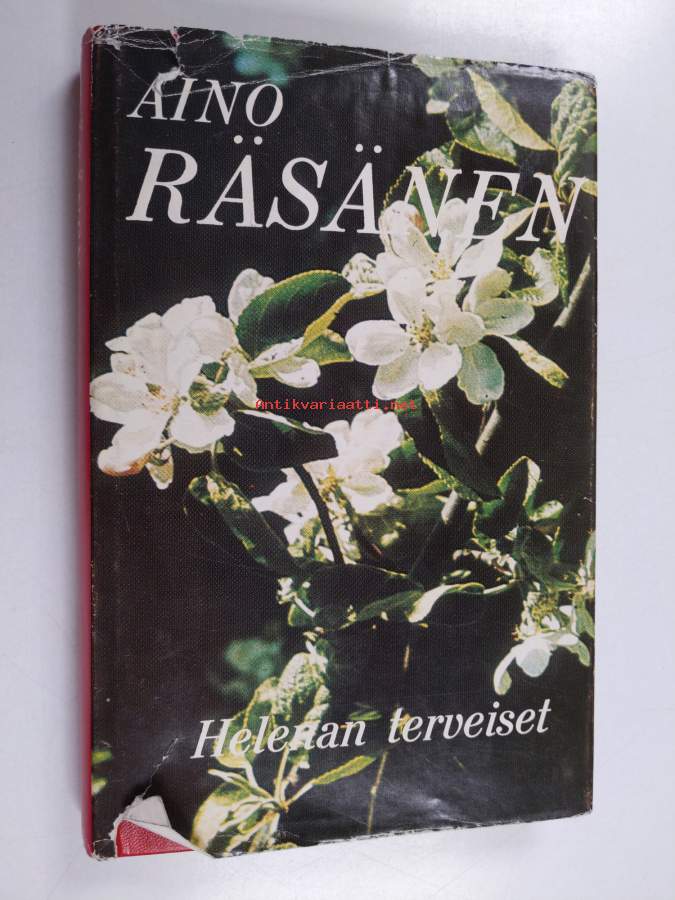 AINO
RÄSÄNEN
Antikvariaatti.net
Helenan terveiset